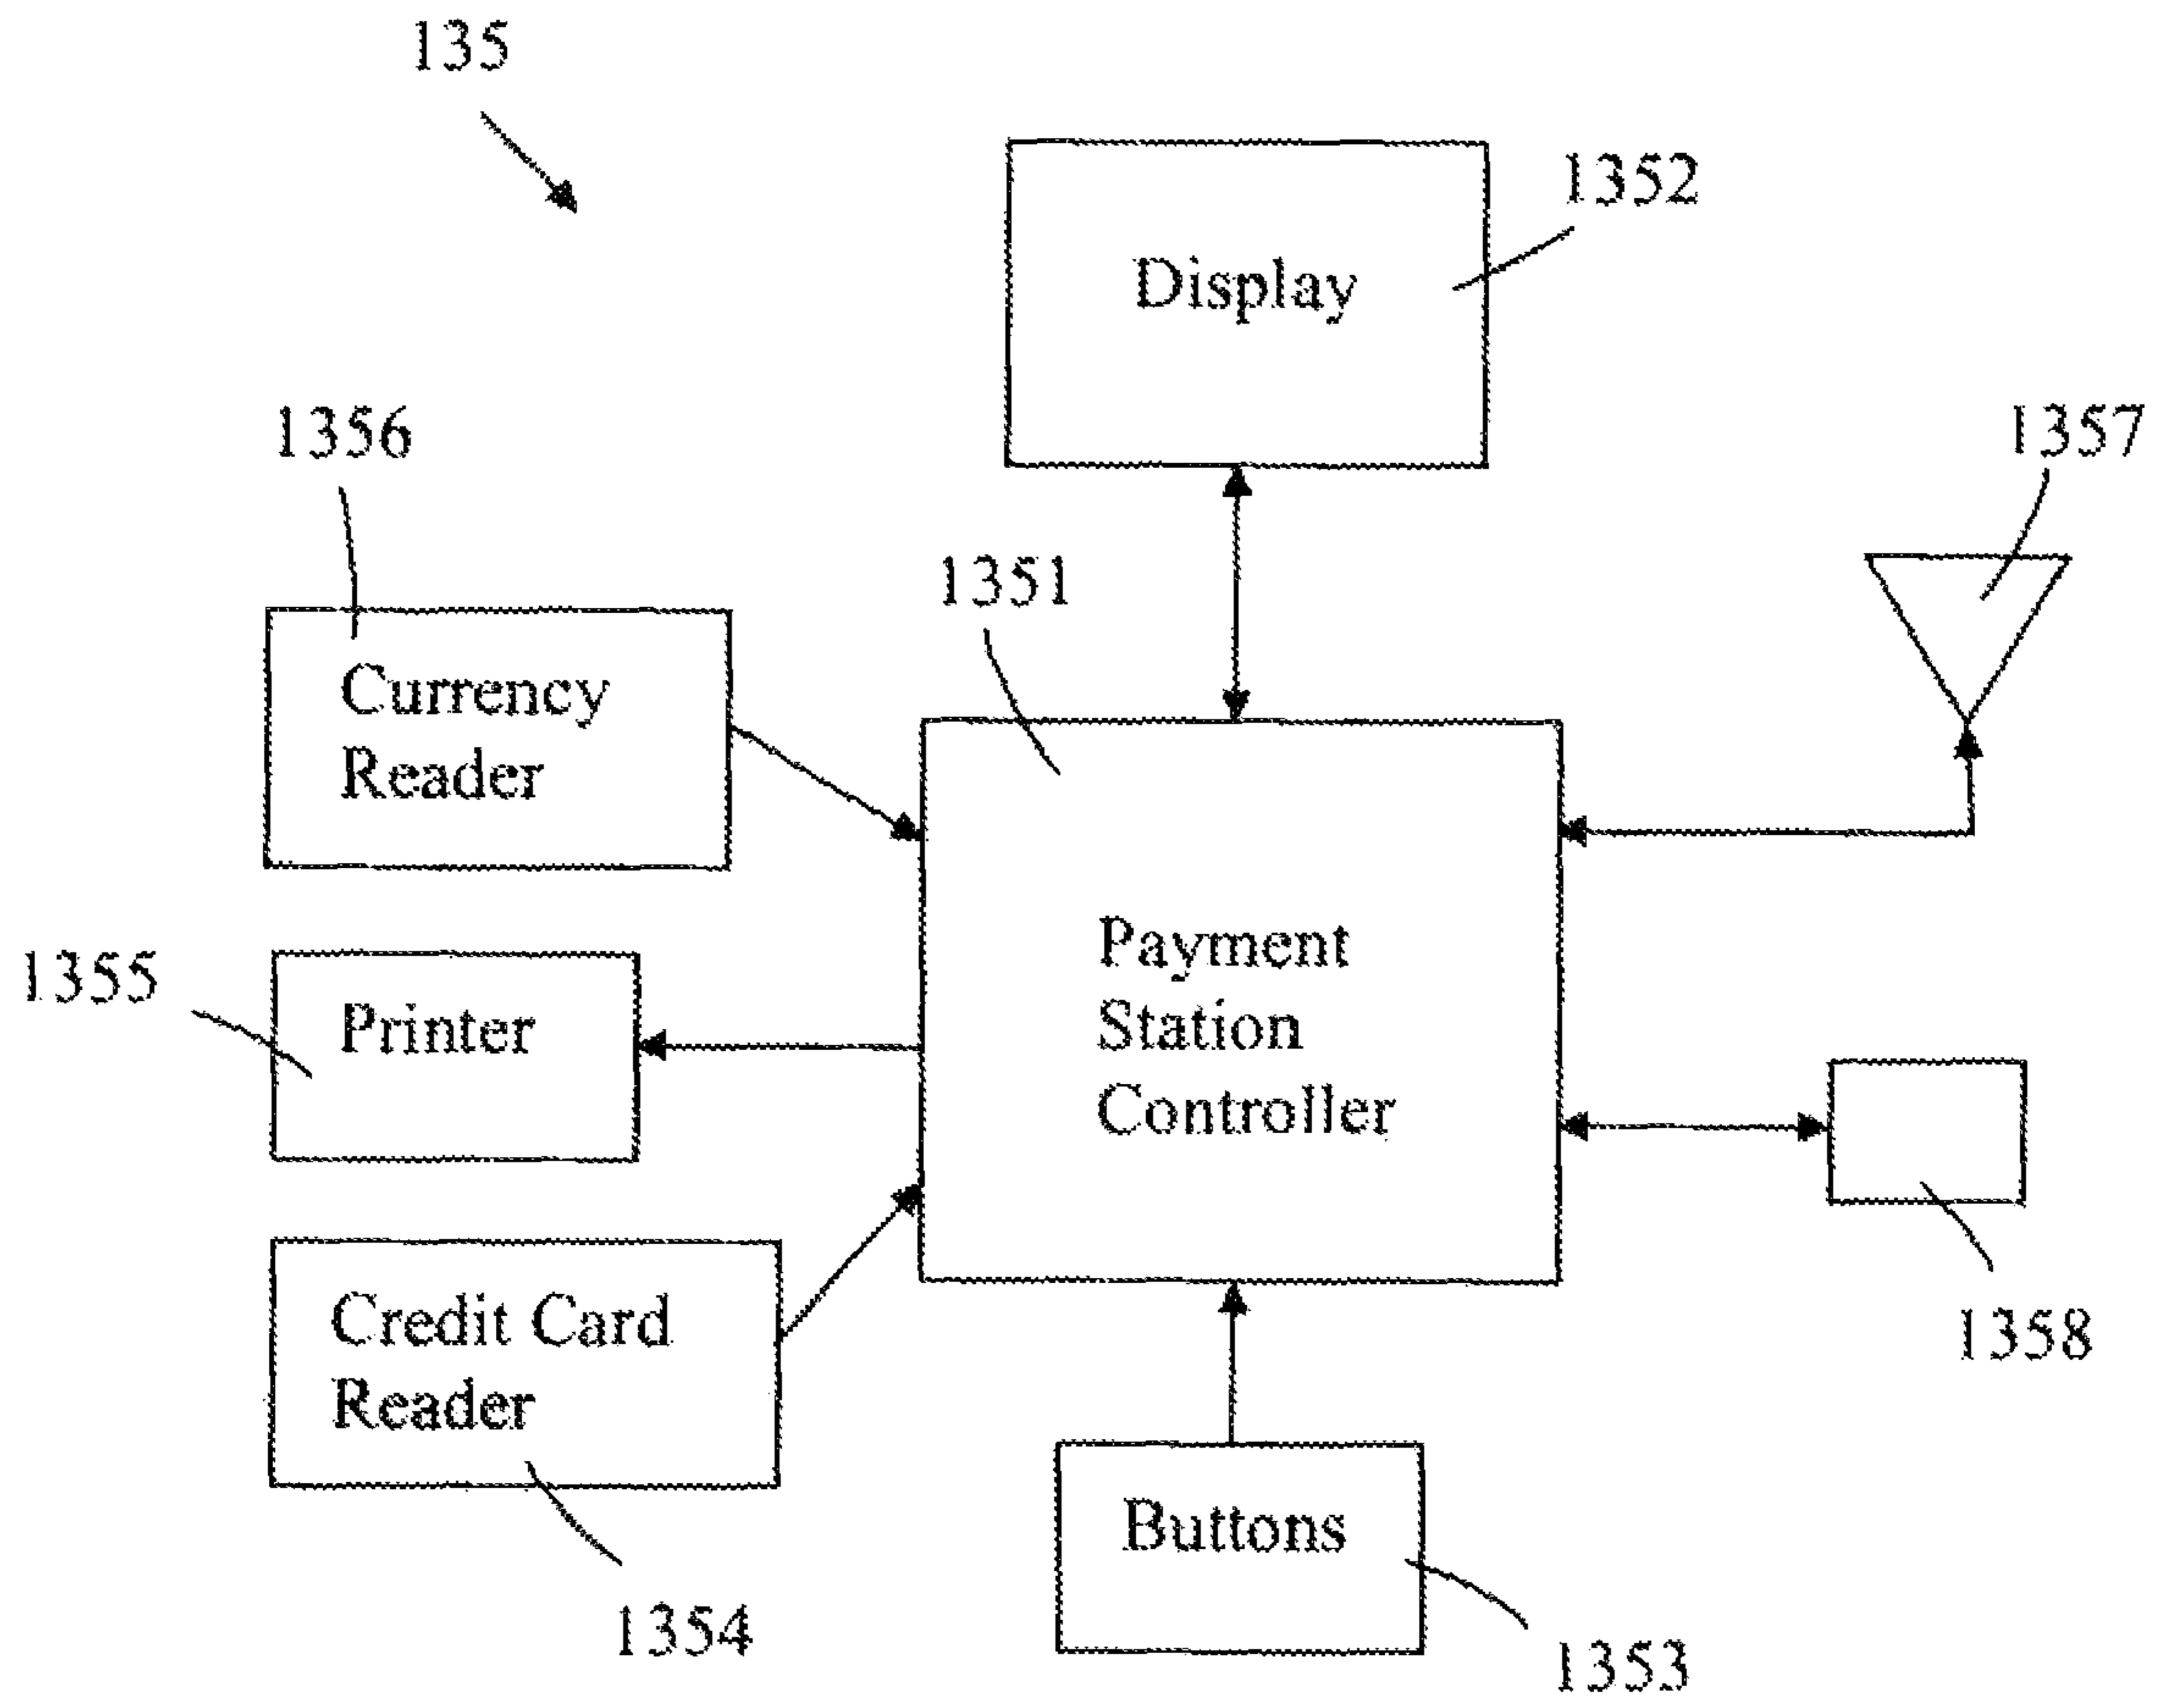 135
1352
Display
1356
1357
1351
Currency
Reader
1355
Printer
Payment
Station
Controller
Credit Card
Reader
1358
Buttons
1354
1353